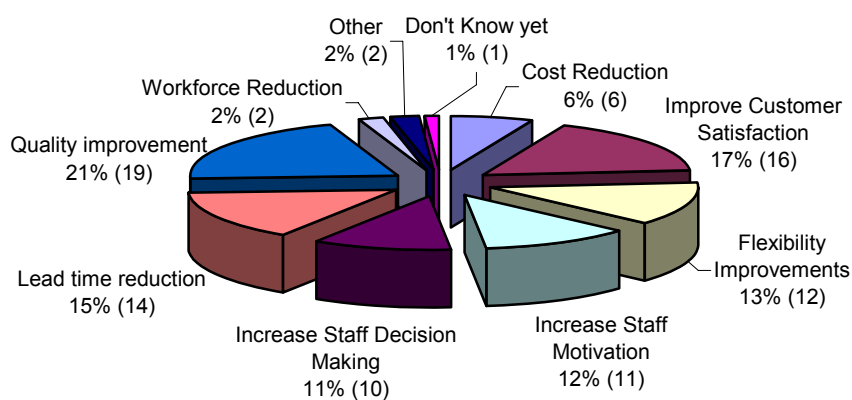 Other
2% (2)
Don't Know yet
1% (1)
Cost Reduction
6% (6)
Improve Customer
Satisfaction
17% (16)
Flexibility
Improvements
13% (12)
Increase Staff
Motivation
12% (11)
Increase Staff Decision
Making
11% (10)
Lead time reduction
15% (14)
Quality improvement
21% (19)
Workforce Reduction
2% (2)